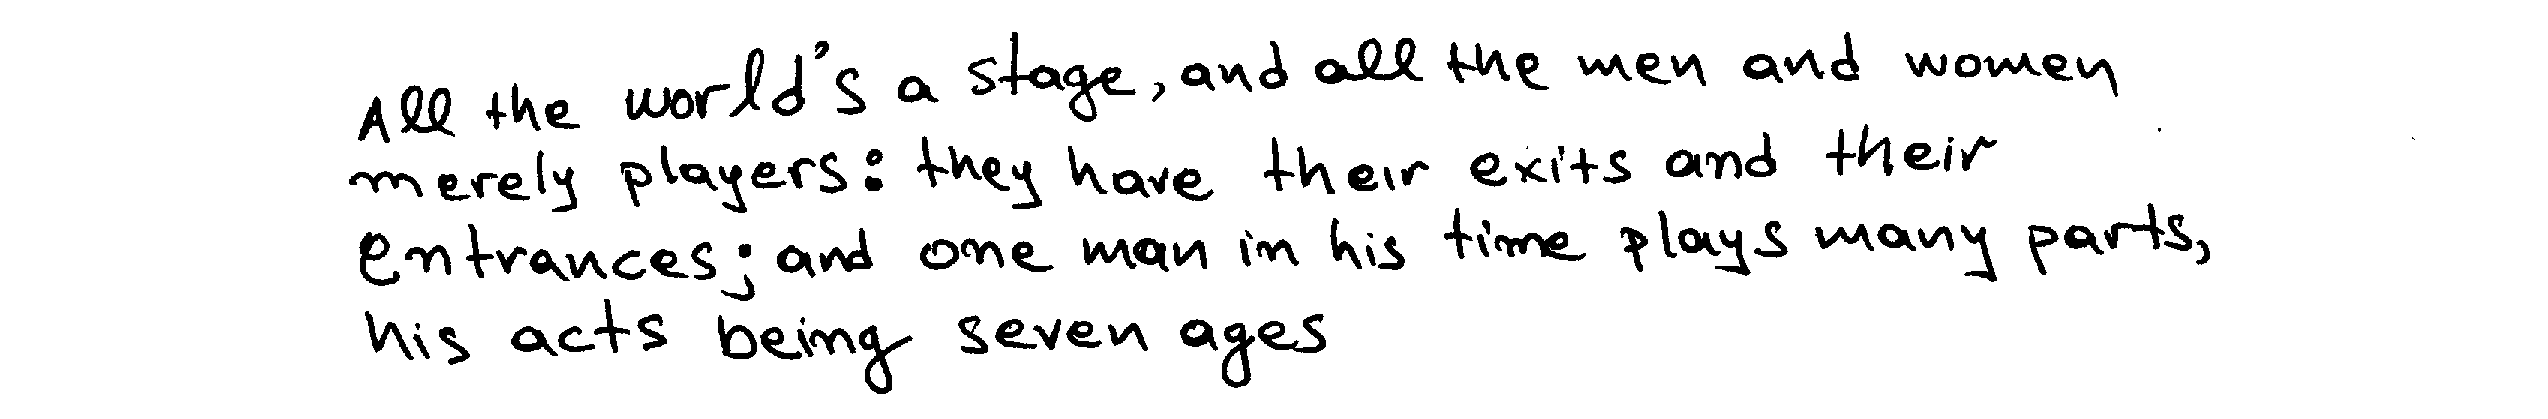 All the world's a stage, and all the men and women
merely players: they have their exits and their
entrances; and one man in his time plays many parts,
his acts being seven ages